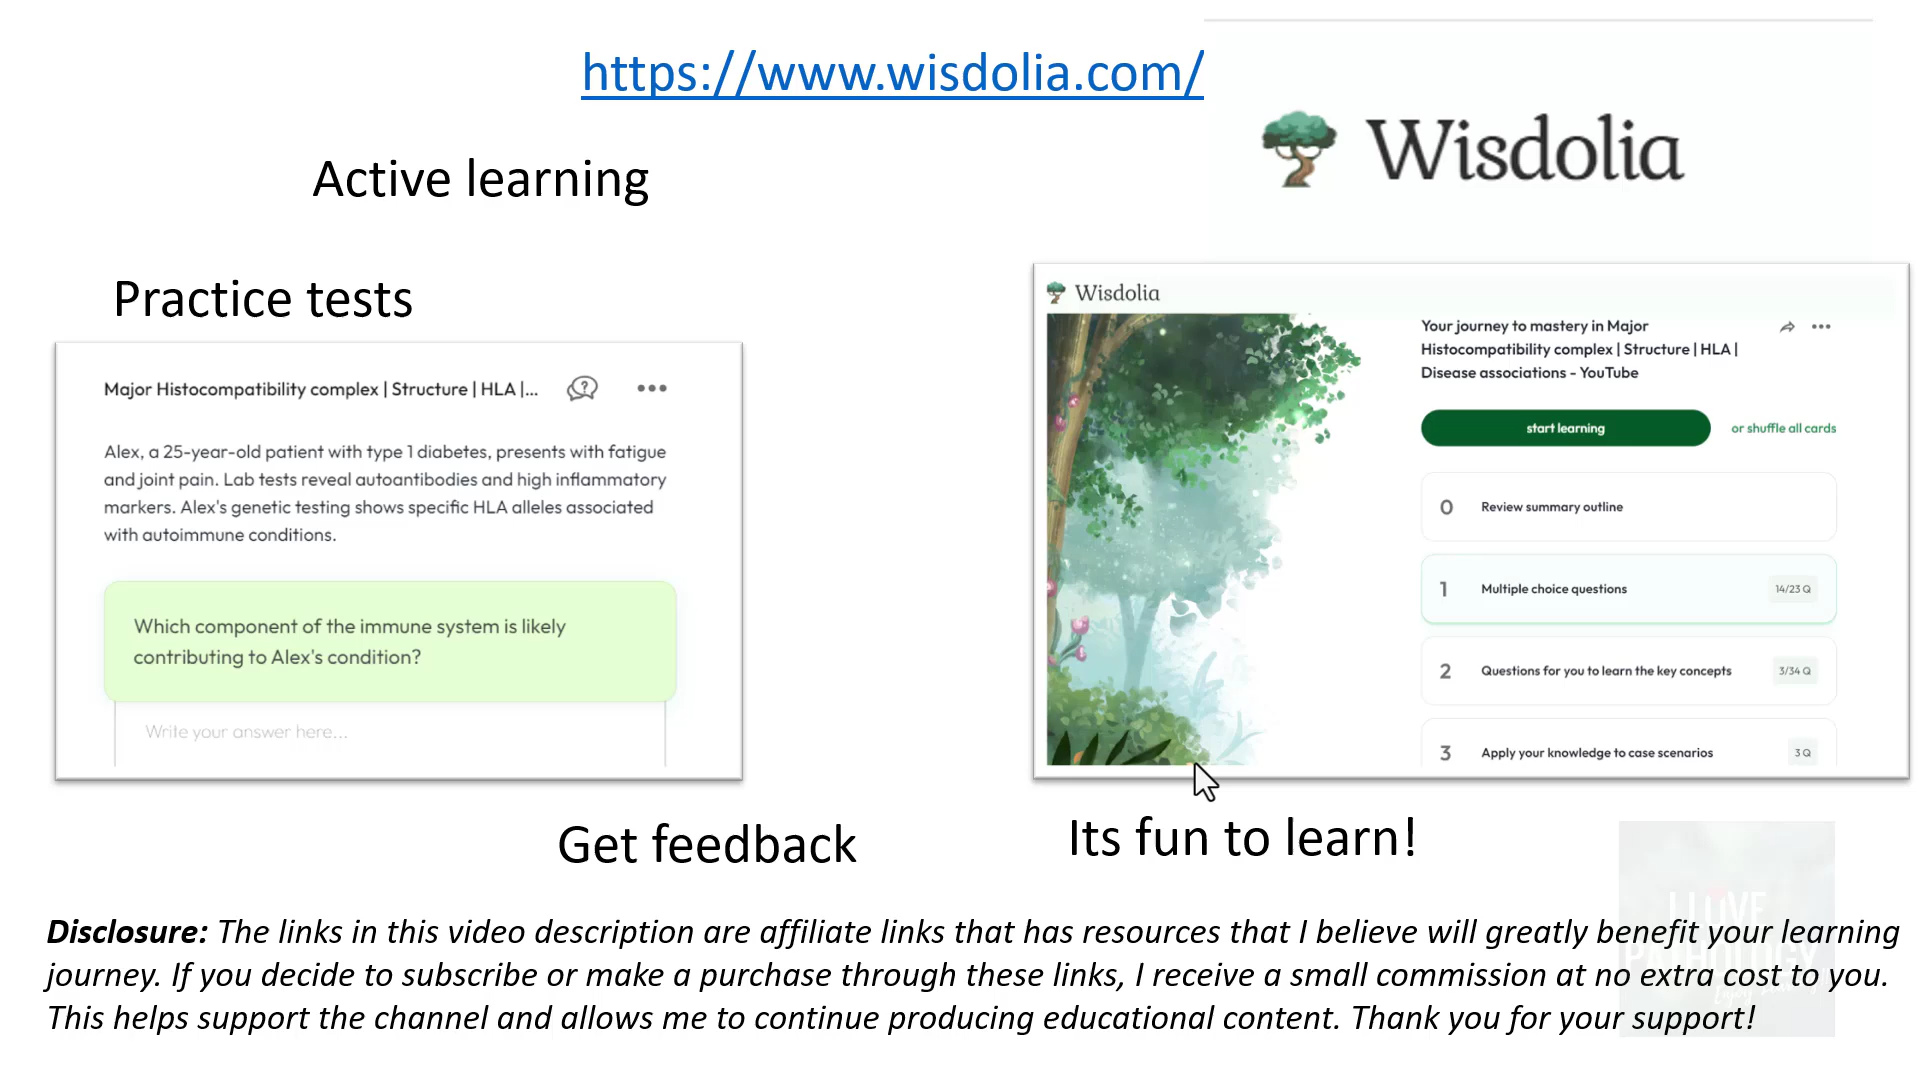 https://www.wisdolia.com/
Wisdolia
Active learning
Practice tests
Major Histocompatibility complex | Structure | HLA |...
Alex, a 25-year-old patient with type 1 diabetes, presents with fatigue
and joint pain. Lab tests reveal autoantibodies and high inflammatory
markers. Alex's genetic testing shows specific HLA alleles associated
with autoimmune conditions.
Which component of the immune system is likely
contributing to Alex's condition?
Write your answer here...
Wisdolia
Your journey to mastery in Major
Histocompatibility complex | Structure | HLA |
Disease associations - YouTube
start learning
or shuffle all cards
0 Review summary outline
1 Multiple choice questions 14/23 Q
2 Questions for you to learn the key concepts 3/34 Q
3 Apply your knowledge to case scenarios 3 Q
Get feedback
Its fun to learn!
Disclosure: The links in this video description are affiliate links that has resources that I believe will greatly benefit your learning
journey. If you decide to subscribe or make a purchase through these links, I receive a small commission at no extra cost to you.
This helps support the channel and allows me to continue producing educational content. Thank you for your support!
I LOVE
PATHOLOGY